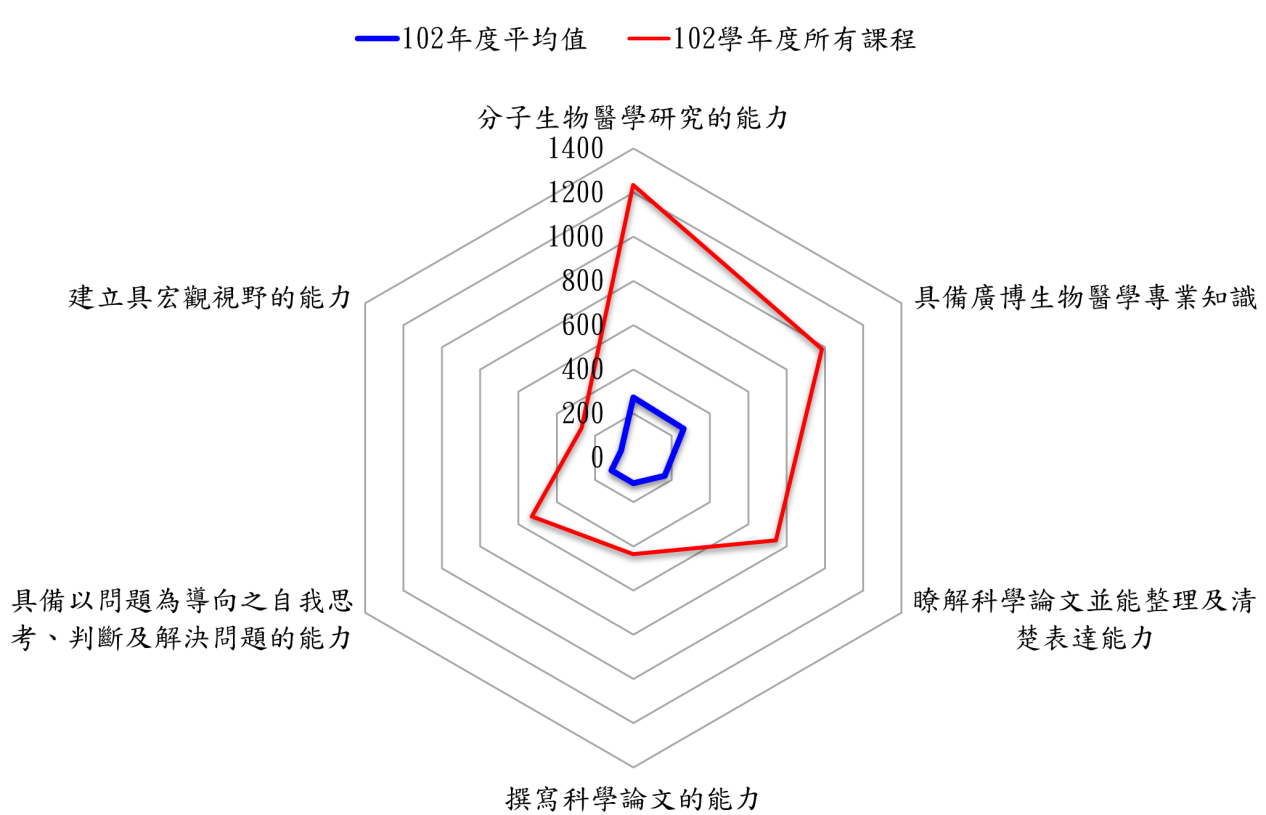 102年度平均值
102學年度所有課程
分子生物醫學研究的能力
1400
1200
1000
800
600
400
200
0
建立具宏觀視野的能力
具備廣博生物醫學專業知識
具備以問題為導向之自我思
考、判斷及解決問題的能力
瞭解科學論文並能整理及清
楚表達能力
撰寫科學論文的能力